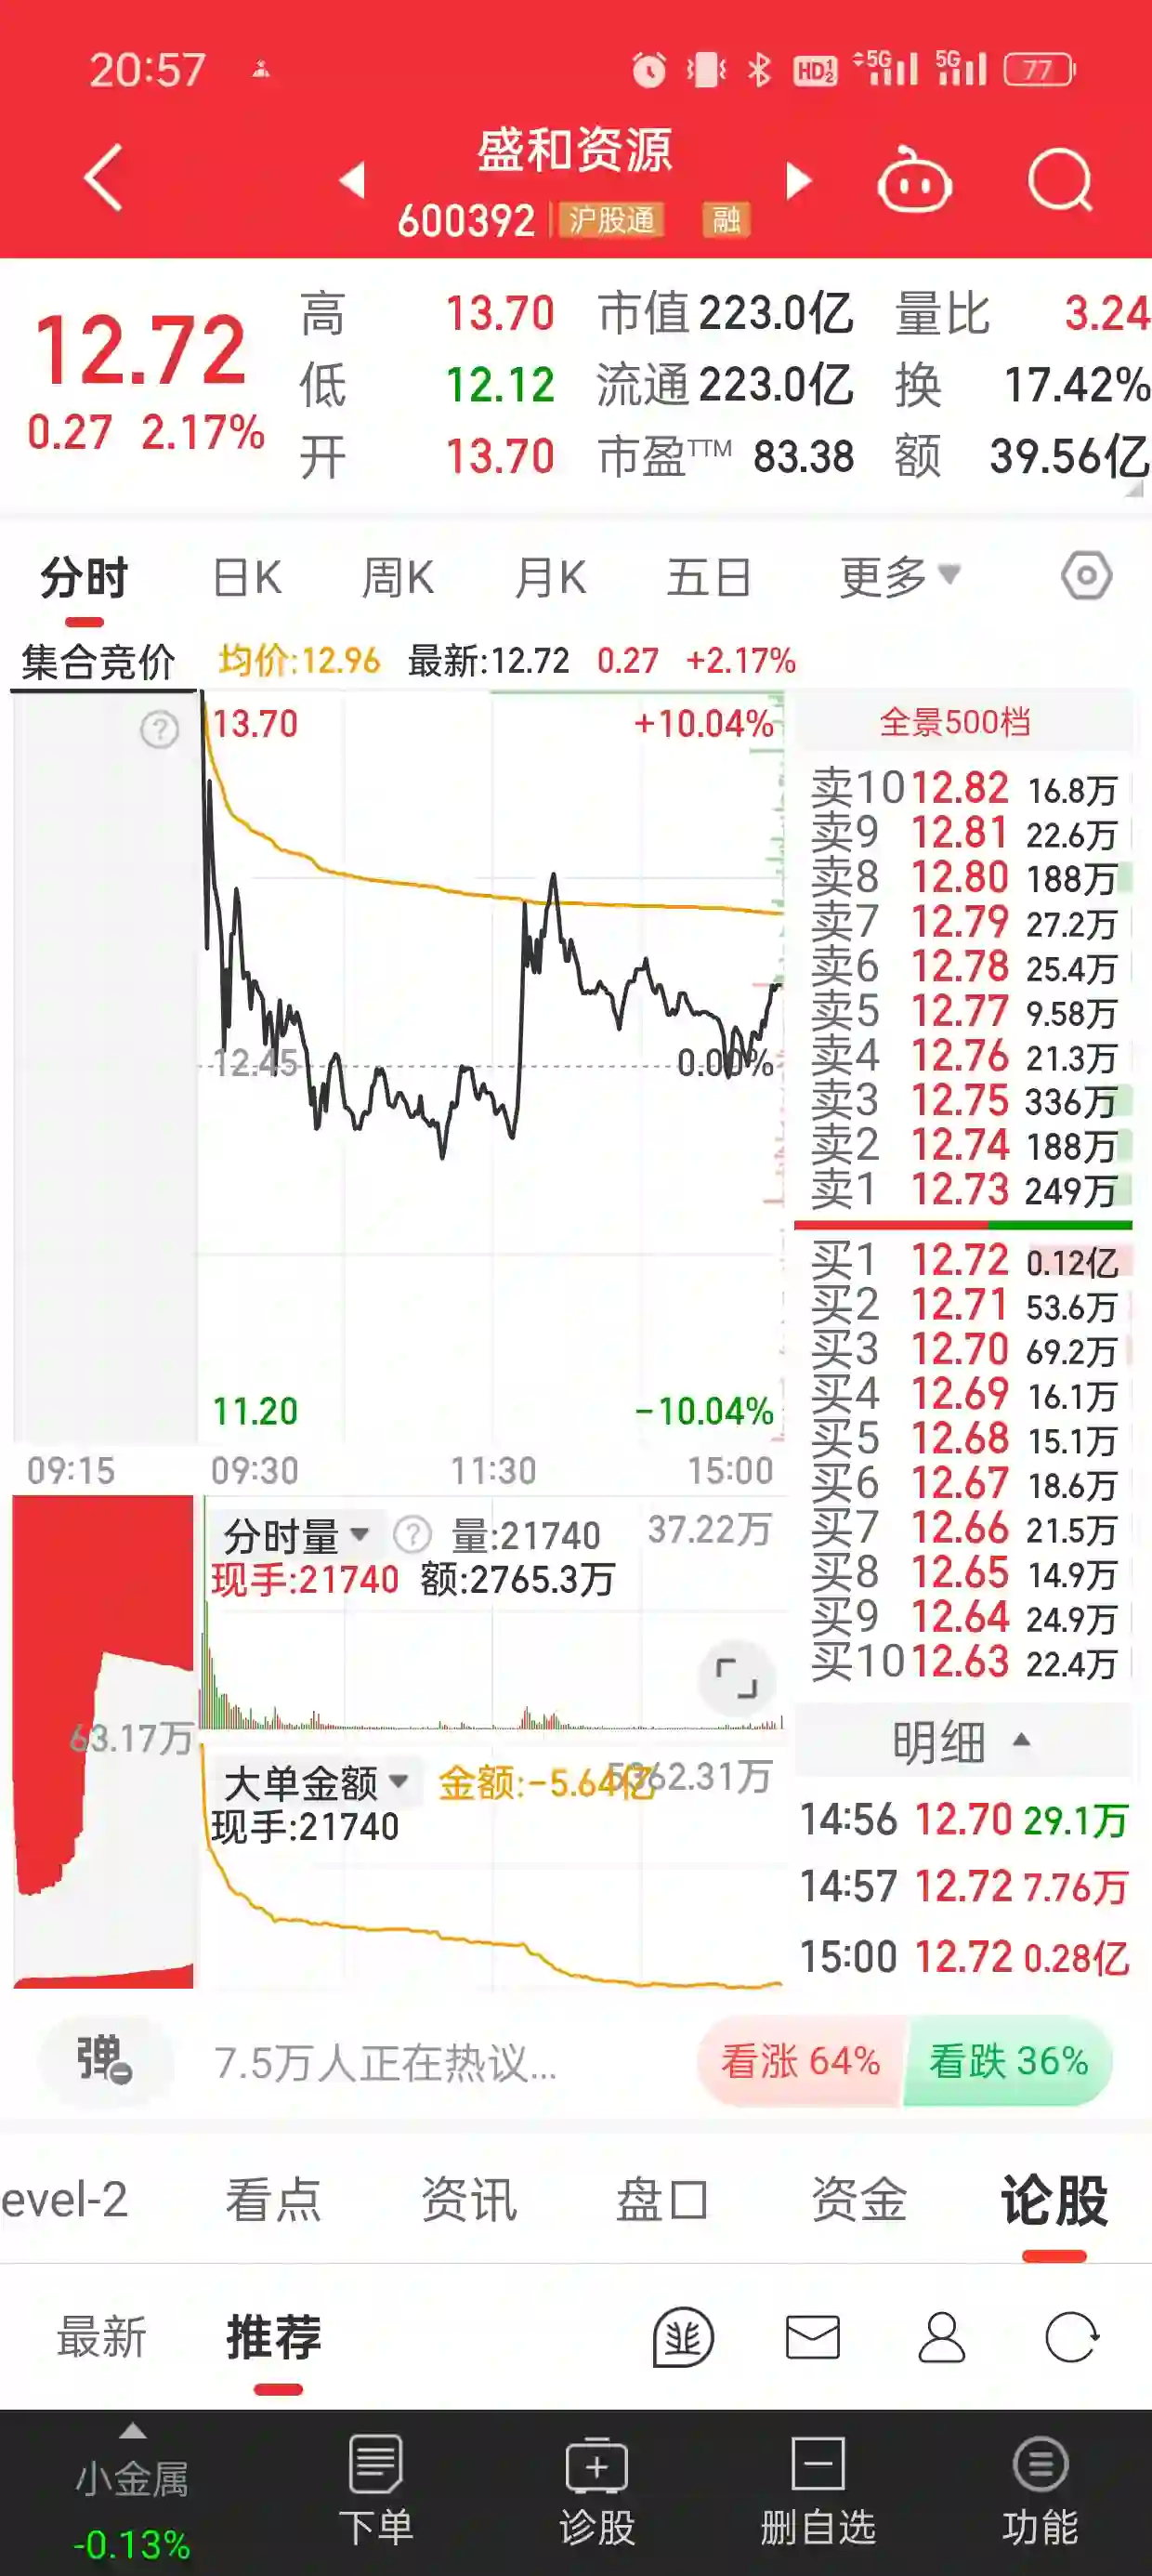 20:57 HD 5G 5G 77
盛和资源
600392 沪股通 融
12.72
0.27 2.17%
高 13.70 市值 223.0亿 量比 3.24
低 12.12 流通 223.0亿 换 17.42%
开 13.70 市盈TTM 83.38 额 39.56亿
分时 日K 周K 月K 五日 更多
集合竞价 均价:12.96 最新:12.72 0.27 +2.17%
13.70 +10.04%
12.45 0.00%
11.20 -10.04%
09:15 09:30 11:30 15:00
全景500档
卖10 12.82 16.8万
卖9 12.81 22.6万
卖8 12.80 188万
卖7 12.79 27.2万
卖6 12.78 25.4万
卖5 12.77 9.58万
卖4 12.76 21.3万
卖3 12.75 336万
卖2 12.74 188万
卖1 12.73 249万
买1 12.72 0.12亿
买2 12.71 53.6万
买3 12.70 69.2万
买4 12.69 16.1万
买5 12.68 15.1万
买6 12.67 18.6万
买7 12.66 21.5万
买8 12.65 14.9万
买9 12.64 24.9万
买10 12.63 22.4万
分时量 ? 量:21740 37.22万
现手:21740 额:2765.3万
63.17万
大单金额 金额:-5.64亿 62.31万
现手:21740
明细
14:56 12.70 29.1万
14:57 12.72 7.76万
15:00 12.72 0.28亿
弹 7.5万人正在热议... 看涨 64% 看跌 36%
evel-2 看点 资讯 盘口 资金 论股
最新 推荐
小金属 下单 诊股 删自选 功能
-0.13%